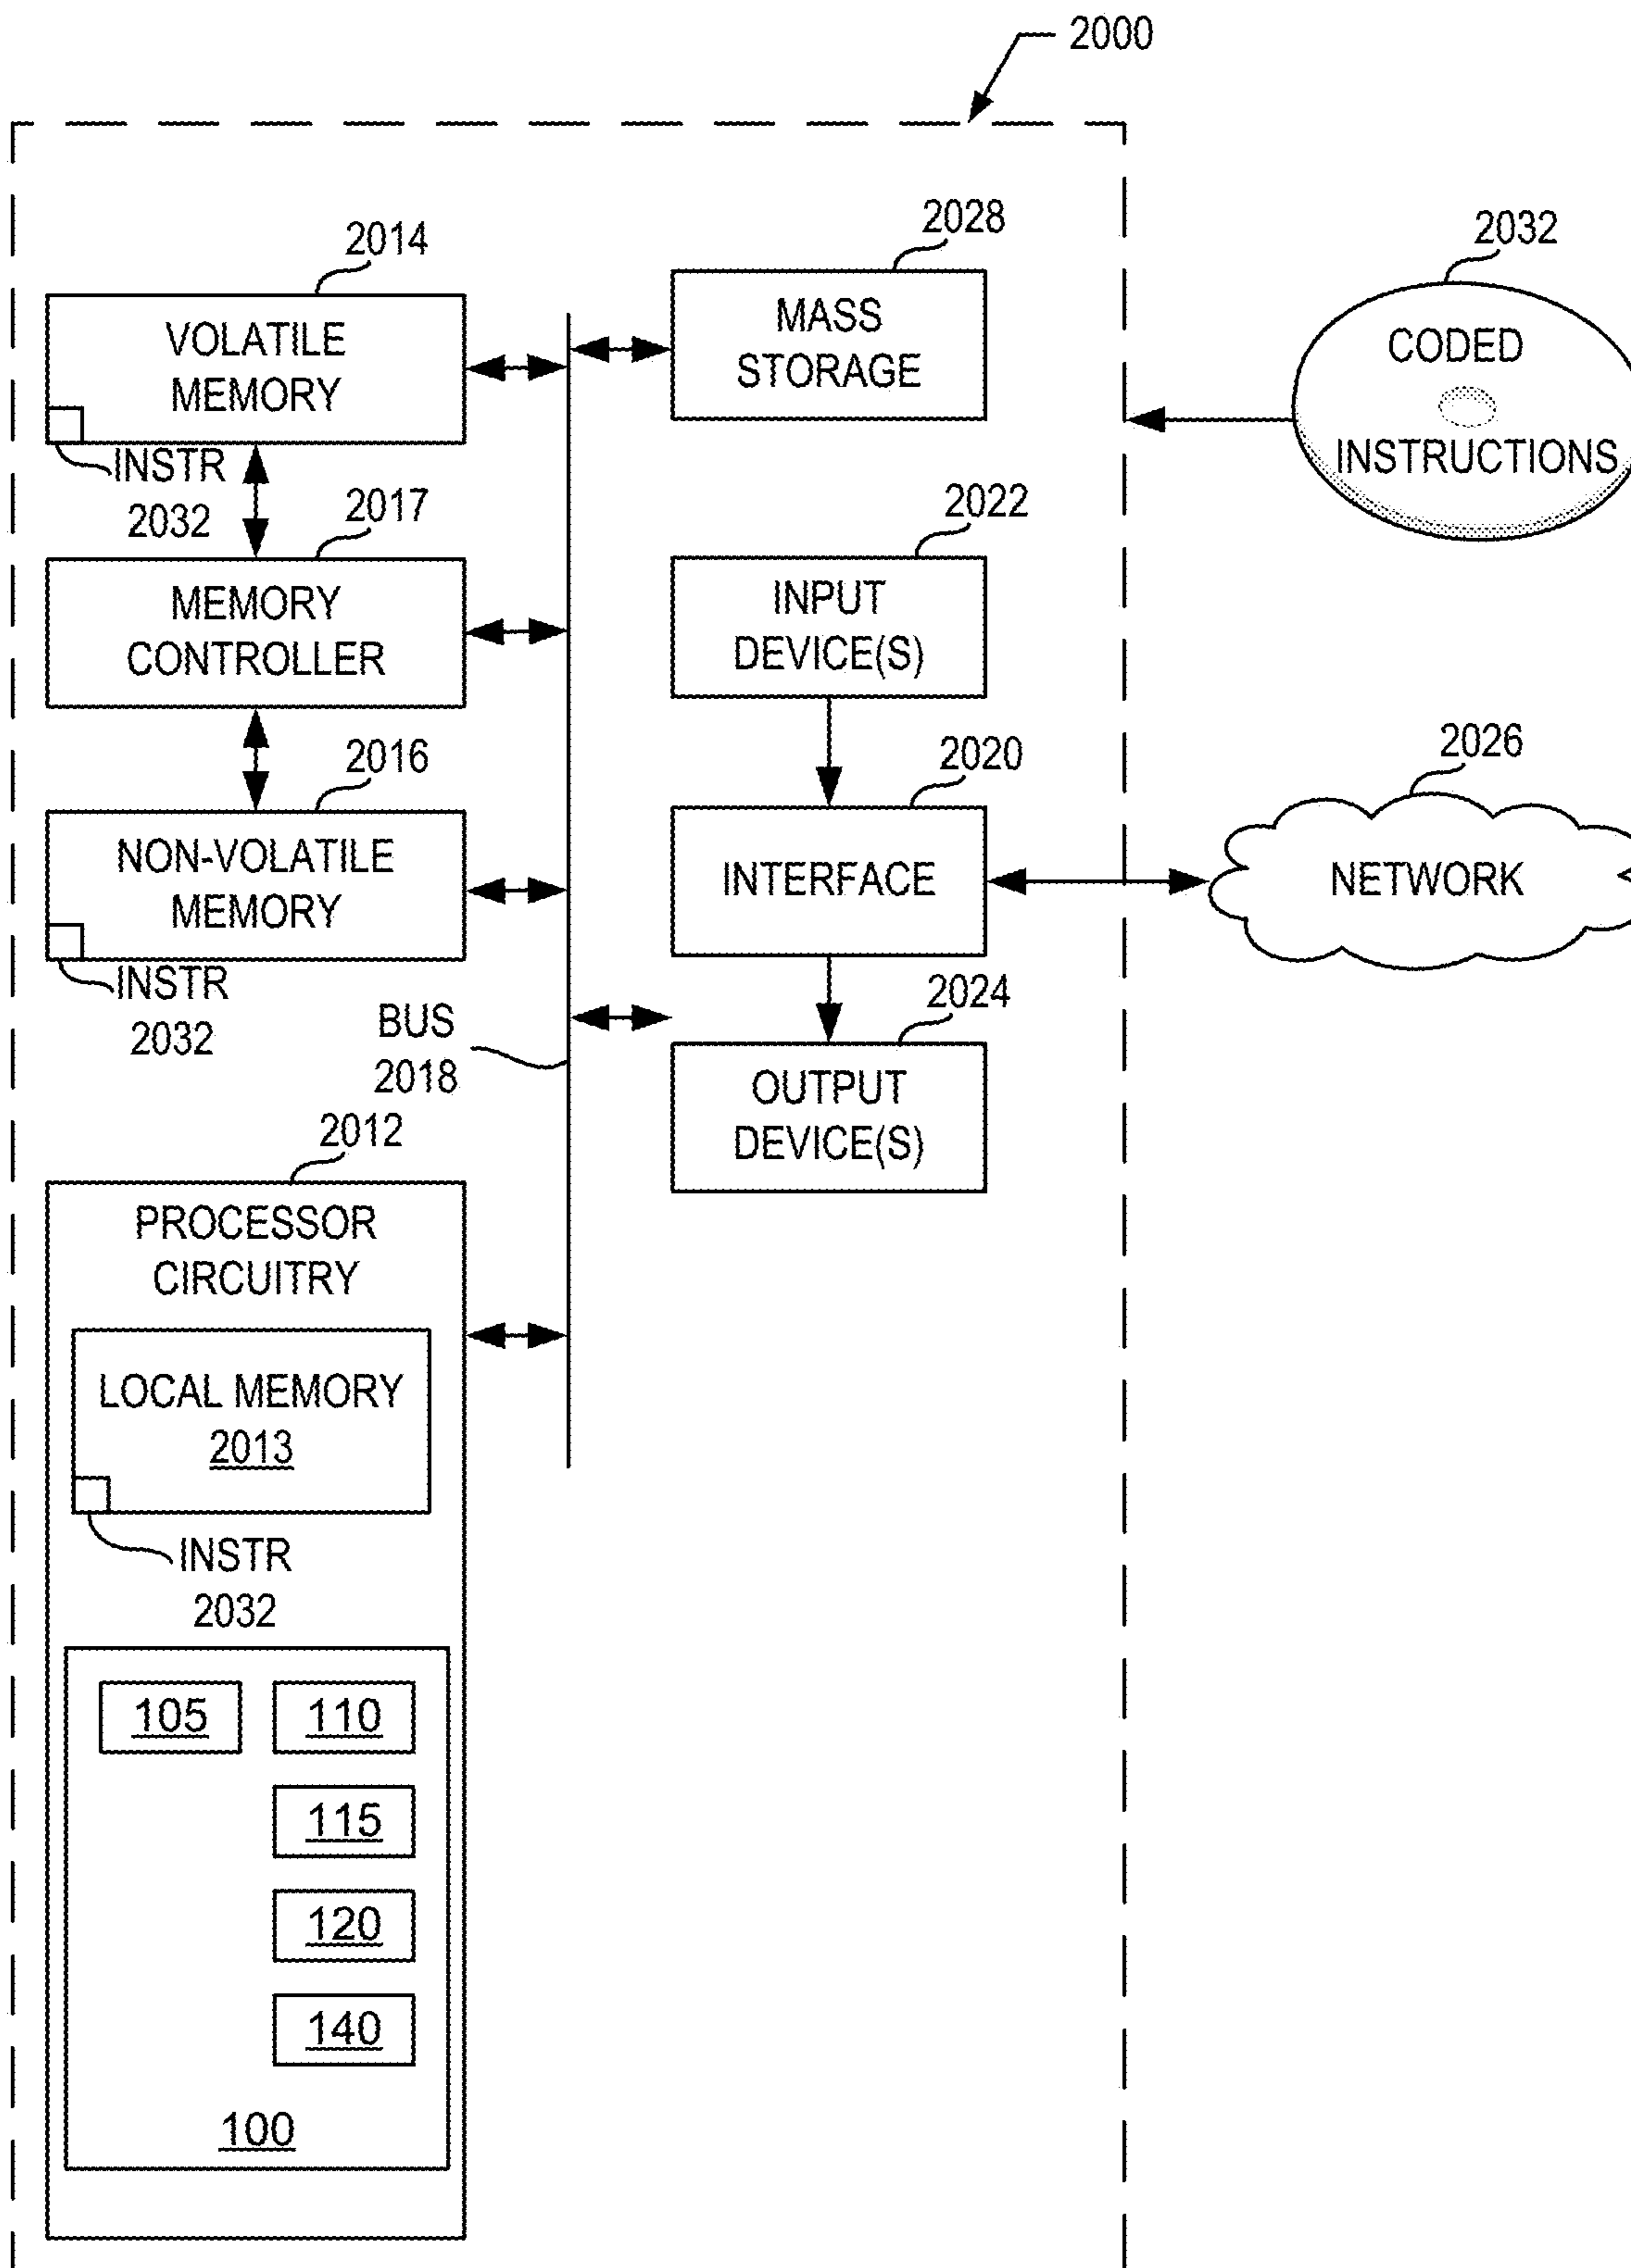 2000
2014
VOLATILE
MEMORY
INSTR
2032
2028
MASS
STORAGE
2032
CODED
INSTRUCTIONS
2017
MEMORY
CONTROLLER
2022
INPUT
DEVICE(S)
2016
NON-VOLATILE
MEMORY
INSTR
2032
2020
INTERFACE
2026
NETWORK
BUS
2018
2024
OUTPUT
DEVICE(S)
2012
PROCESSOR
CIRCUITRY
LOCAL MEMORY
2013
INSTR
2032
105
110
115
120
140
100